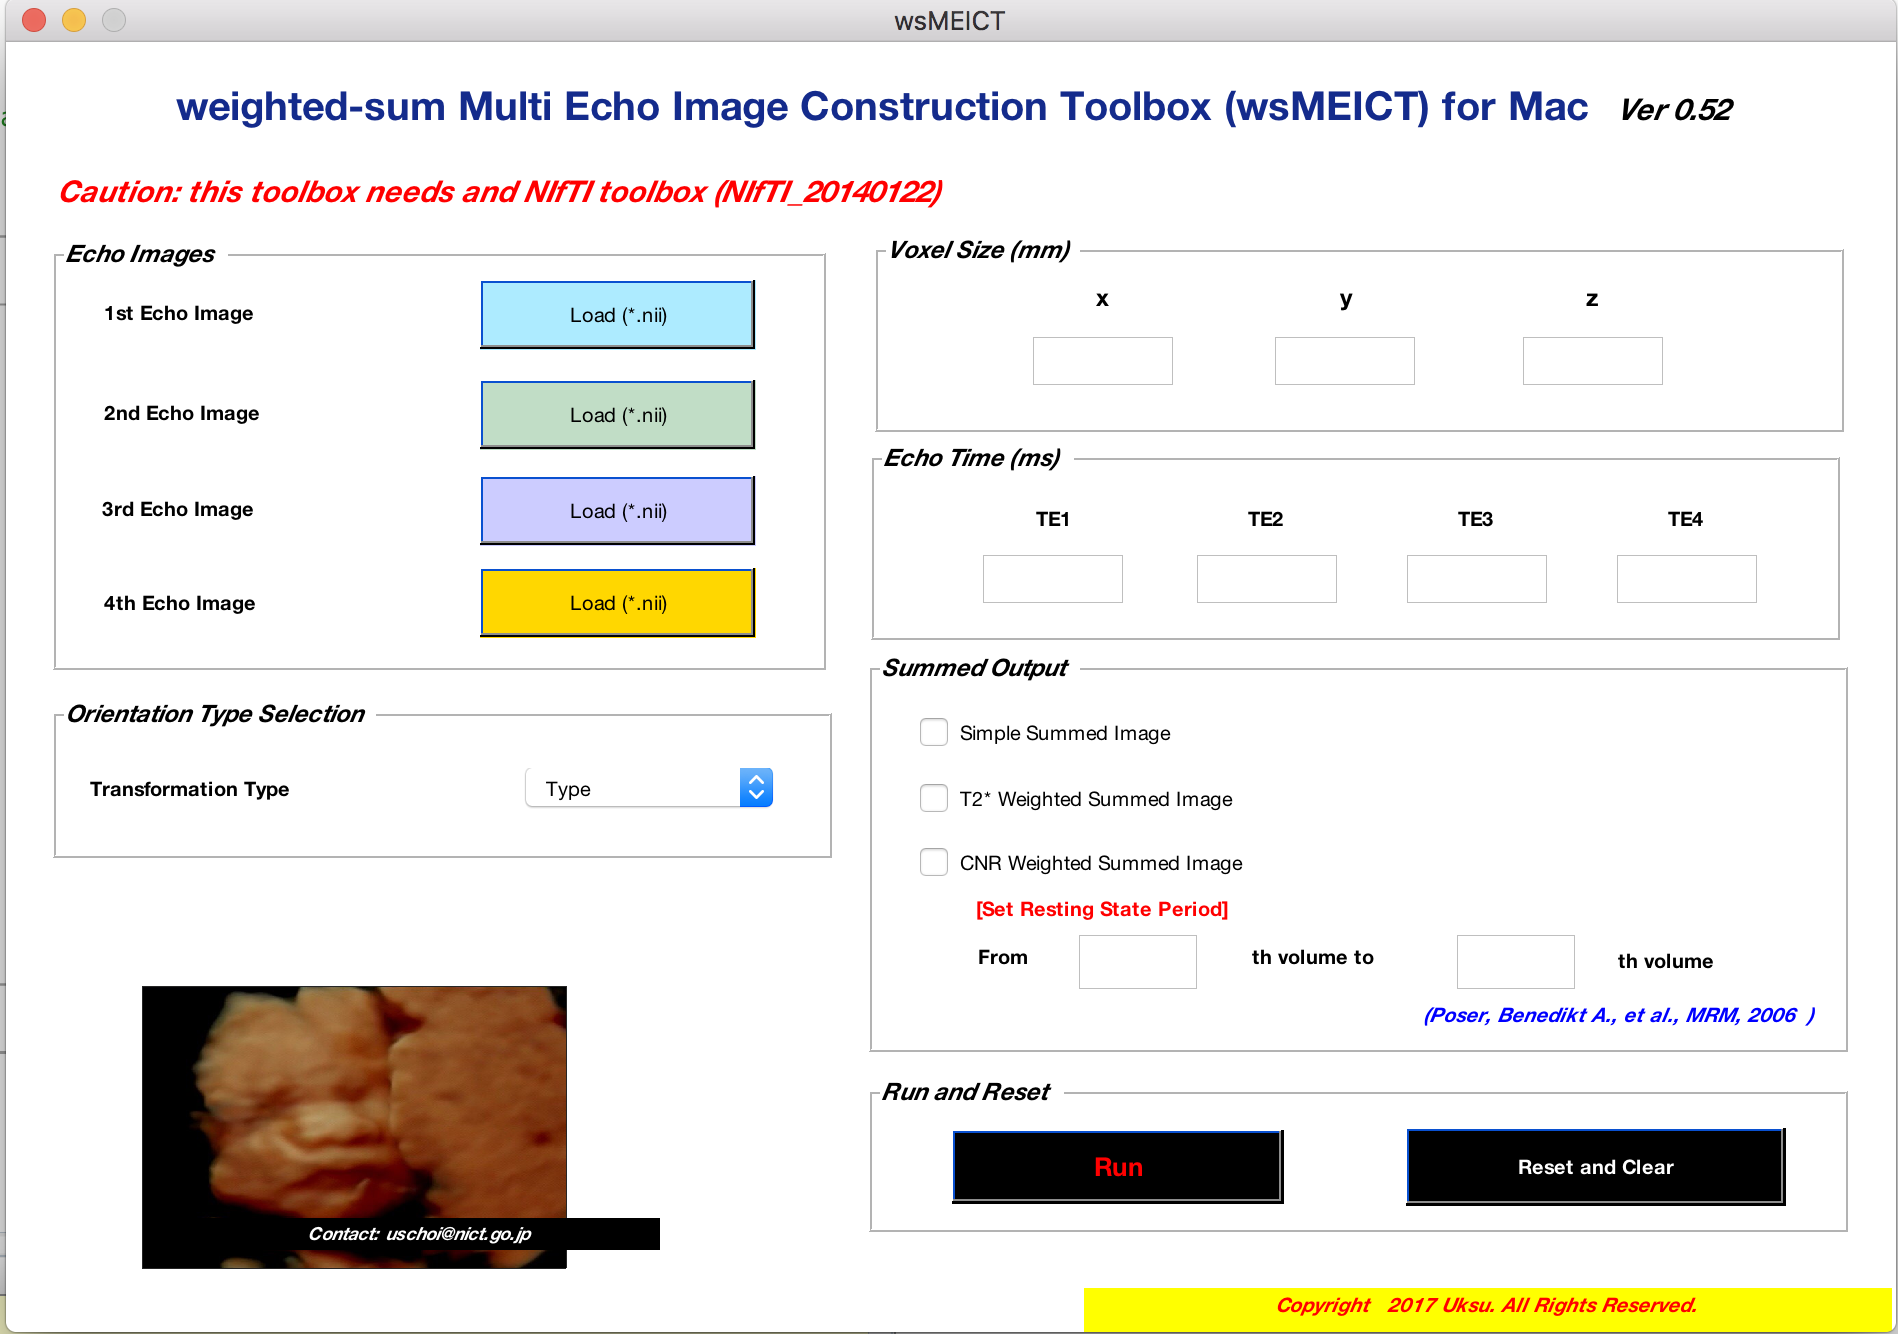 wsMEICT
weighted-sum Multi Echo Image Construction Toolbox (wsMEICT) for Mac Ver 0.52
Caution: this toolbox needs and NIfTI toolbox (NIfTI_20140122)
Echo Images
1st Echo Image Load (*.nii)
2nd Echo Image Load (*.nii)
3rd Echo Image Load (*.nii)
4th Echo Image Load (*.nii)
Orientation Type Selection
Transformation Type Type
Contact: uschoi@nict.go.jp
Voxel Size (mm)
x y z
Echo Time (ms)
TE1 TE2 TE3 TE4
Summed Output
Simple Summed Image
T2* Weighted Summed Image
CNR Weighted Summed Image
[Set Resting State Period]
From th volume to th volume
(Poser, Benedikt A., et al., MRM, 2006 )
Run and Reset
Run Reset and Clear
Copyright 2017 Uksu. All Rights Reserved.